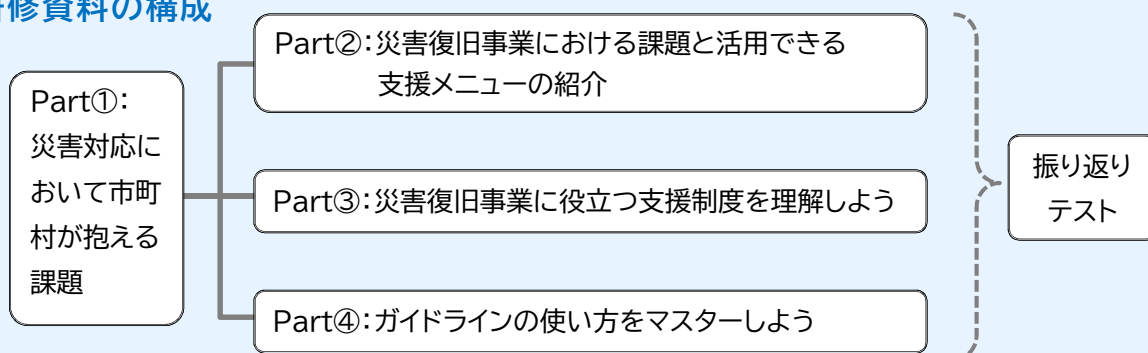 修資料の構成
Part①：
災害対応に
おいて市町
村が抱える
課題
Part②：災害復旧事業における課題と活用できる
支援メニューの紹介
Part③：災害復旧事業に役立つ支援制度を理解しよう
Part④：ガイドラインの使い方をマスターしよう
振り返り
テスト